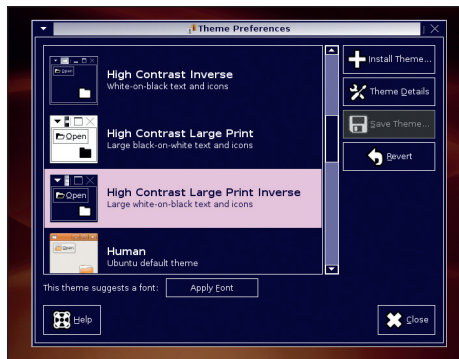 Theme Preferences
Open
High Contrast Inverse
White-on-black text and icons
Install Theme...
Theme Details
Open
High Contrast Large Print
Large black-on-white text and icons
Save Theme...
Revert
Open
High Contrast Large Print Inverse
Large white-on-black text and icons
Open
Human
Ubuntu default theme
This theme suggests a font:
Apply Font
Help
Close